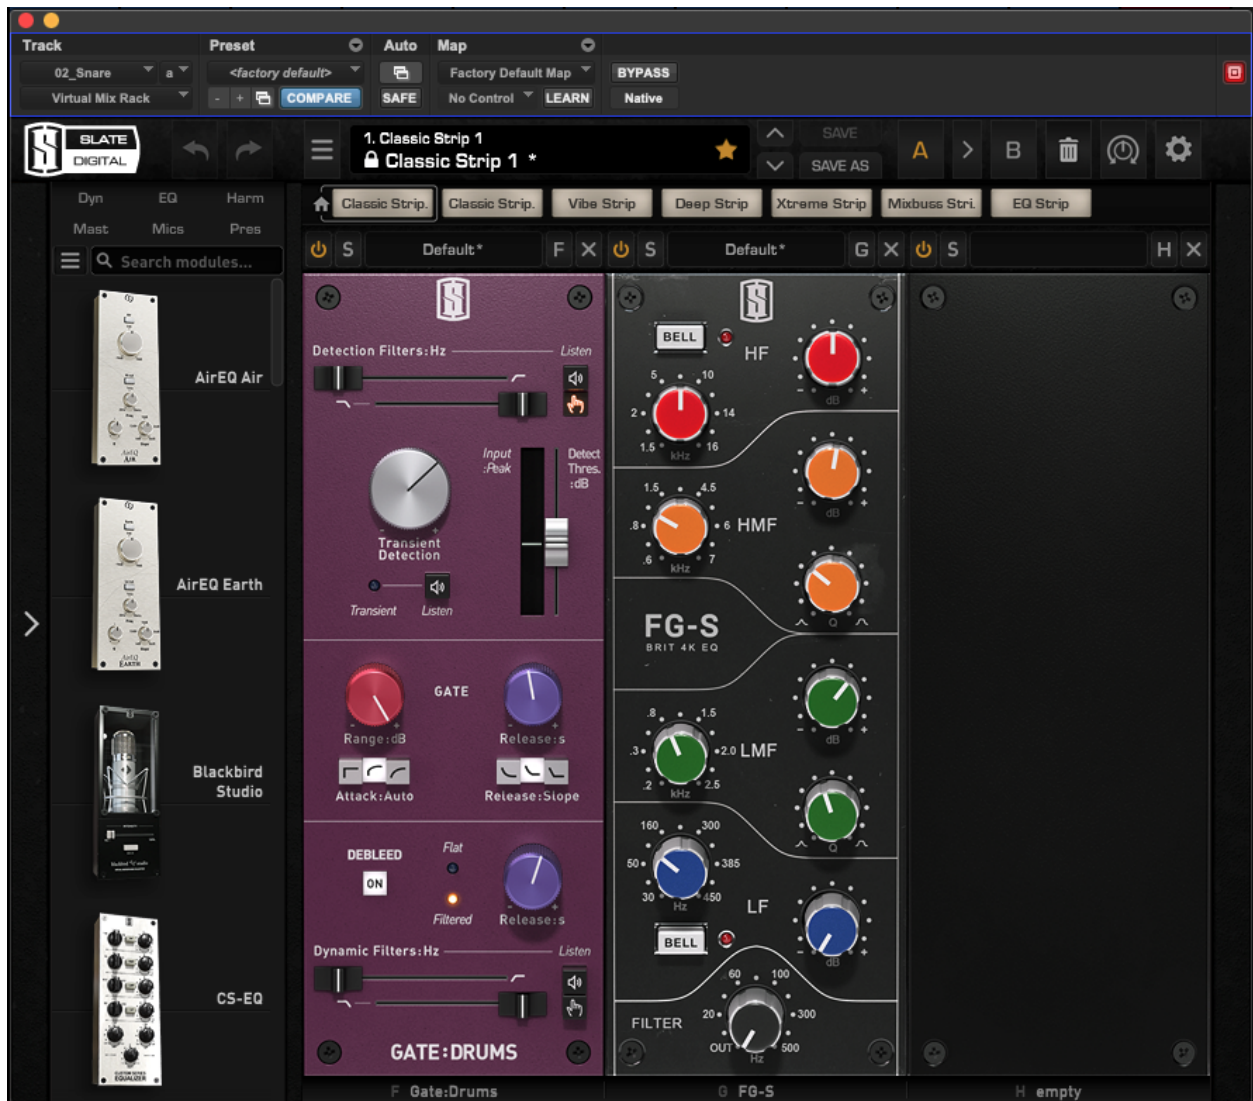 Track
Preset
Auto
Map
02_Snare
a
<factory default>
Factory Default Map
BYPASS
Virtual Mix Rack
- +
COMPARE
SAFE
No Control
LEARN
Native
SLATE
DIGITAL
1. Classic Strip 1
Classic Strip 1 *
SAVE
SAVE AS
A
B
Dyn
EQ
Harm
Mast
Mics
Pres
Search modules...
Classic Strip.
Classic Strip.
Vibe Strip
Deep Strip
Xtreme Strip
Mixbuss Stri.
EQ Strip
S
Default*
F
X
S
Default*
G
X
S
H
X
AirEQ Air
AirEQ
AIR
AirEQ Earth
AirEQ
EARTH
Blackbird
Studio
CS-EQ
CUSTOM SERIES
EQUALIZER
Detection Filters:Hz
Listen
Input
:Peak
Detect
Thres.
:dB
- +
Transient
Detection
Transient
Listen
GATE
- +
Range:dB
- +
Release:s
Attack:Auto
Release:Slope
DEBLEED
ON
Flat
Filtered
- +
Release:s
Dynamic Filters:Hz
Listen
GATE:DRUMS
BELL
HF
- +
dB
5
10
2
14
1.5
16
kHz
- +
dB
1.5
4.5
.8
6
HMF
.6
7
kHz
Q
FG-S
BRIT 4K EQ
- +
dB
.8
1.5
.3
2.0
LMF
.2
2.5
kHz
Q
160
300
50
385
30
450
Hz
LF
BELL
- +
dB
60
100
20
300
FILTER
OUT
500
Hz
F Gate:Drums
G FG-S
H empty